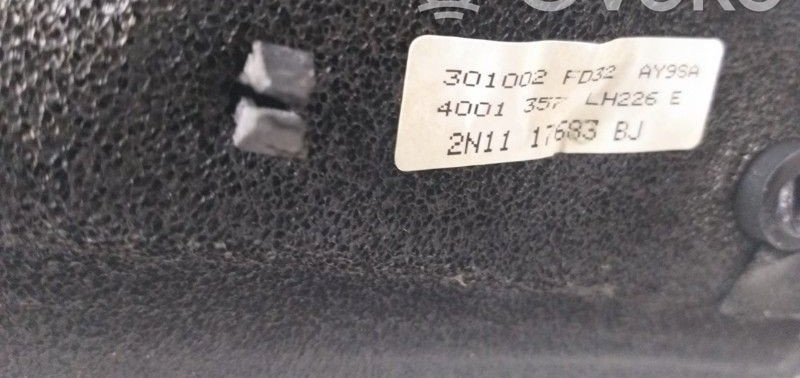 301002 FD32 AY9SA
4001 357 LH226 E
2N11 17683 BJ